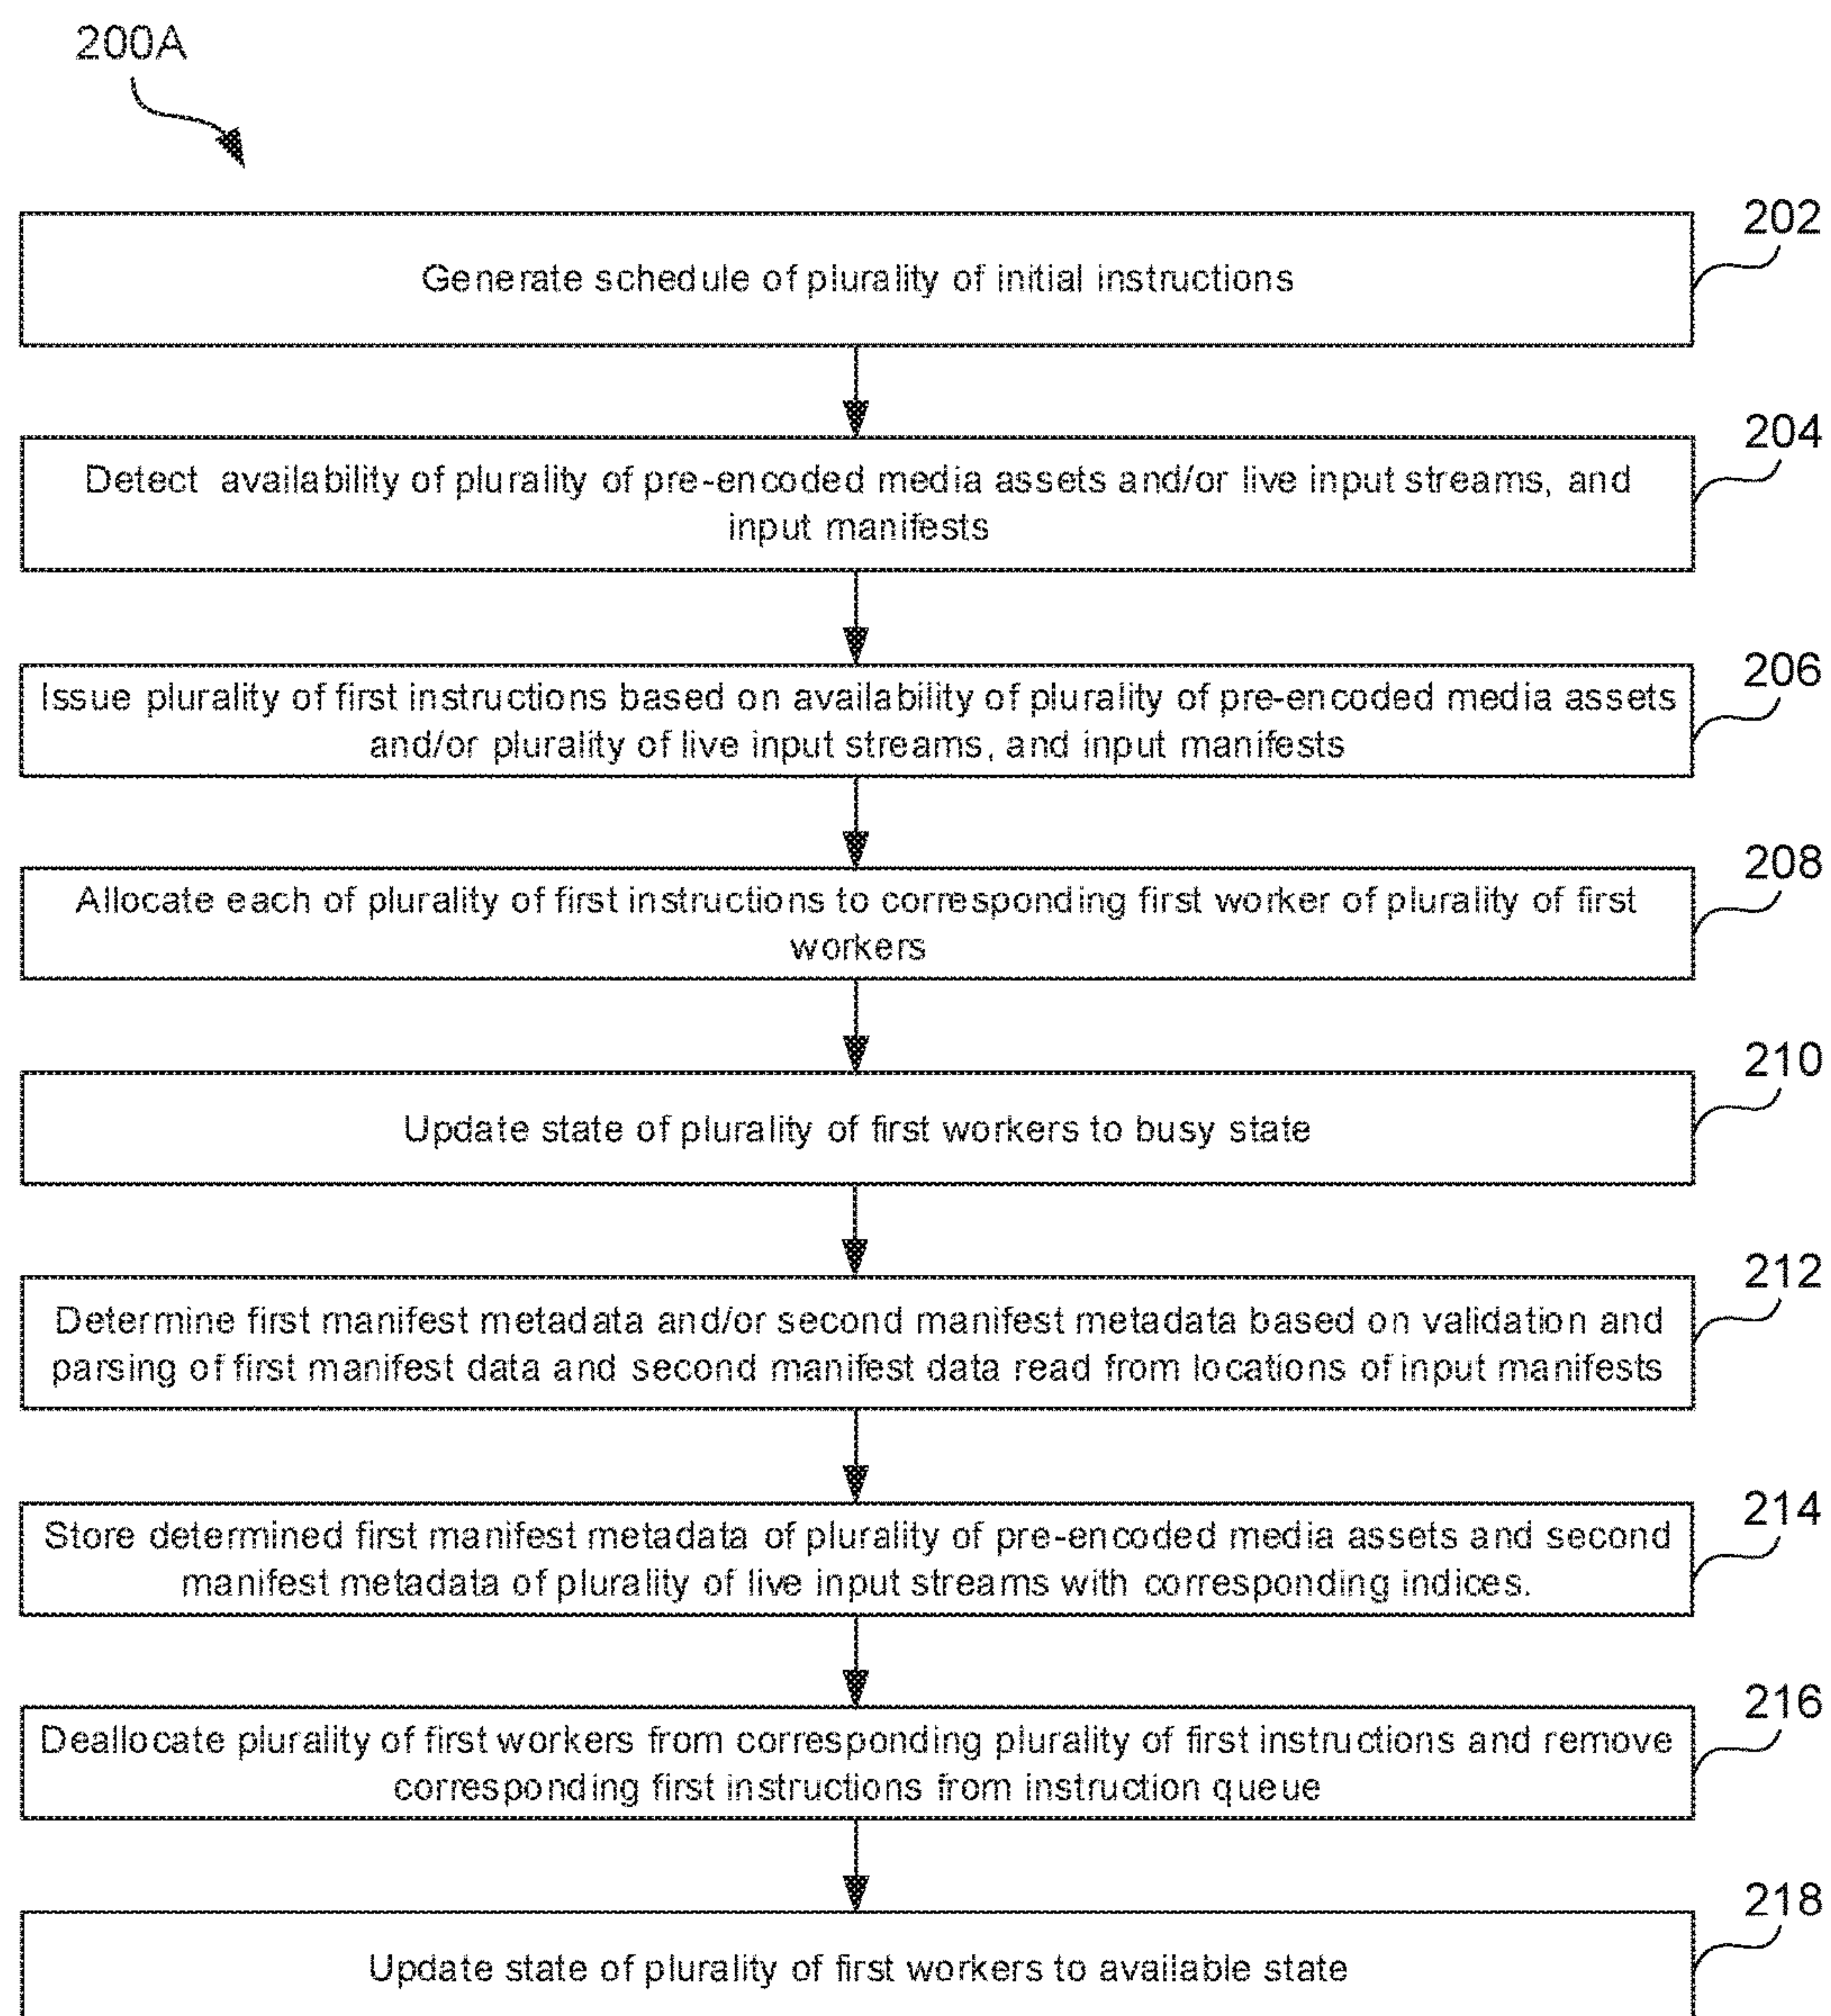 200A
202
Generate schedule of plurality of initial instructions
204
Detect availability of plurality of pre-encoded media assets and/or live input streams, and
input manifests
206
Issue plurality of first instructions based on availability of plurality of pre-encoded media assets
and/or plurality of live input streams, and input manifests
208
Allocate each of plurality of first instructions to corresponding first worker of plurality of first
workers
210
Update state of plurality of first workers to busy state
212
Determine first manifest metadata and/or second manifest metadata based on validation and
parsing of first manifest data and second manifest data read from locations of input manifests
214
Store determined first manifest metadata of plurality of pre-encoded media assets and second
manifest metadata of plurality of live input streams with corresponding indices.
216
Deallocate plurality of first workers from corresponding plurality of first instructions and remove
corresponding first instructions from instruction queue
218
Update state of plurality of first workers to available state